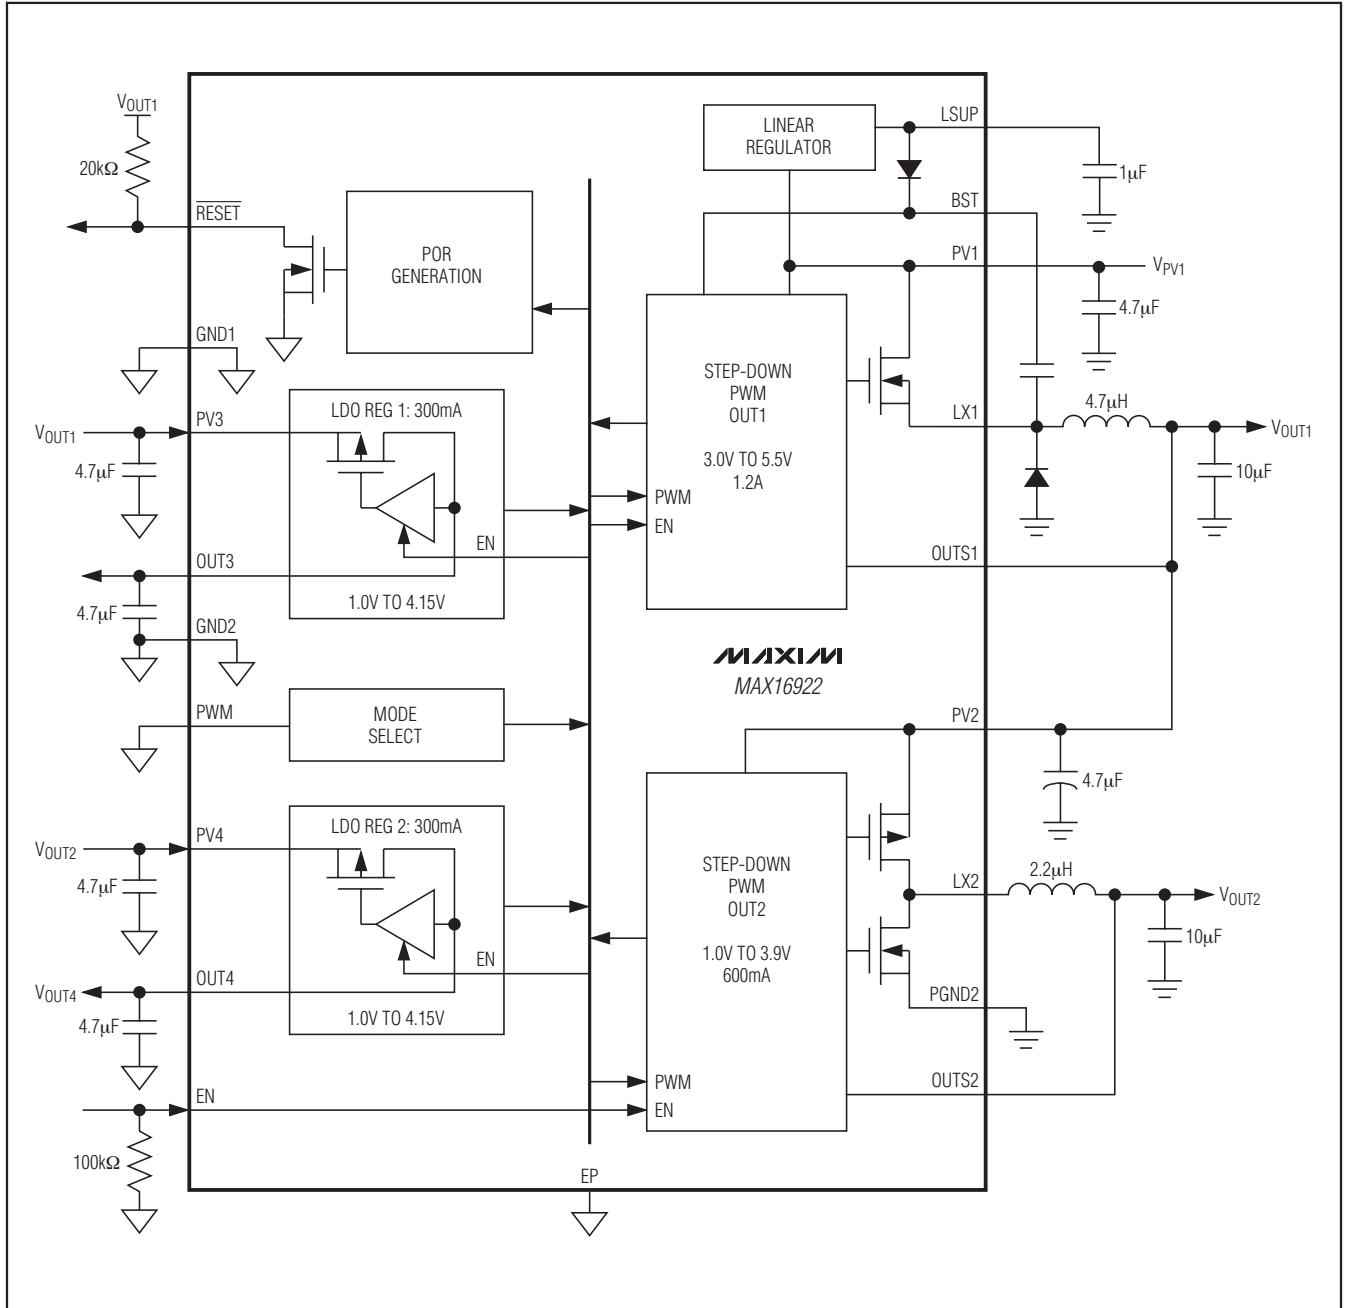 VOUT1
20kΩ
RESET
POR
GENERATION
GND1
VOUT1
PV3
4.7µF
LDO REG 1: 300mA
EN
OUT3
4.7µF
1.0V TO 4.15V
GND2
PWM
MODE
SELECT
VOUT2
PV4
4.7µF
LDO REG 2: 300mA
EN
VOUT4
OUT4
4.7µF
1.0V TO 4.15V
EN
100kΩ
EP
LINEAR
REGULATOR
LSUP
1µF
BST
PV1
VPV1
4.7µF
STEP-DOWN
PWM
OUT1
3.0V TO 5.5V
1.2A
PWM
EN
LX1
4.7µH
VOUT1
10µF
OUTS1
MAXIM
MAX16922
PV2
4.7µF
STEP-DOWN
PWM
OUT2
1.0V TO 3.9V
600mA
LX2
2.2µH
VOUT2
10µF
PGND2
PWM
EN
OUTS2